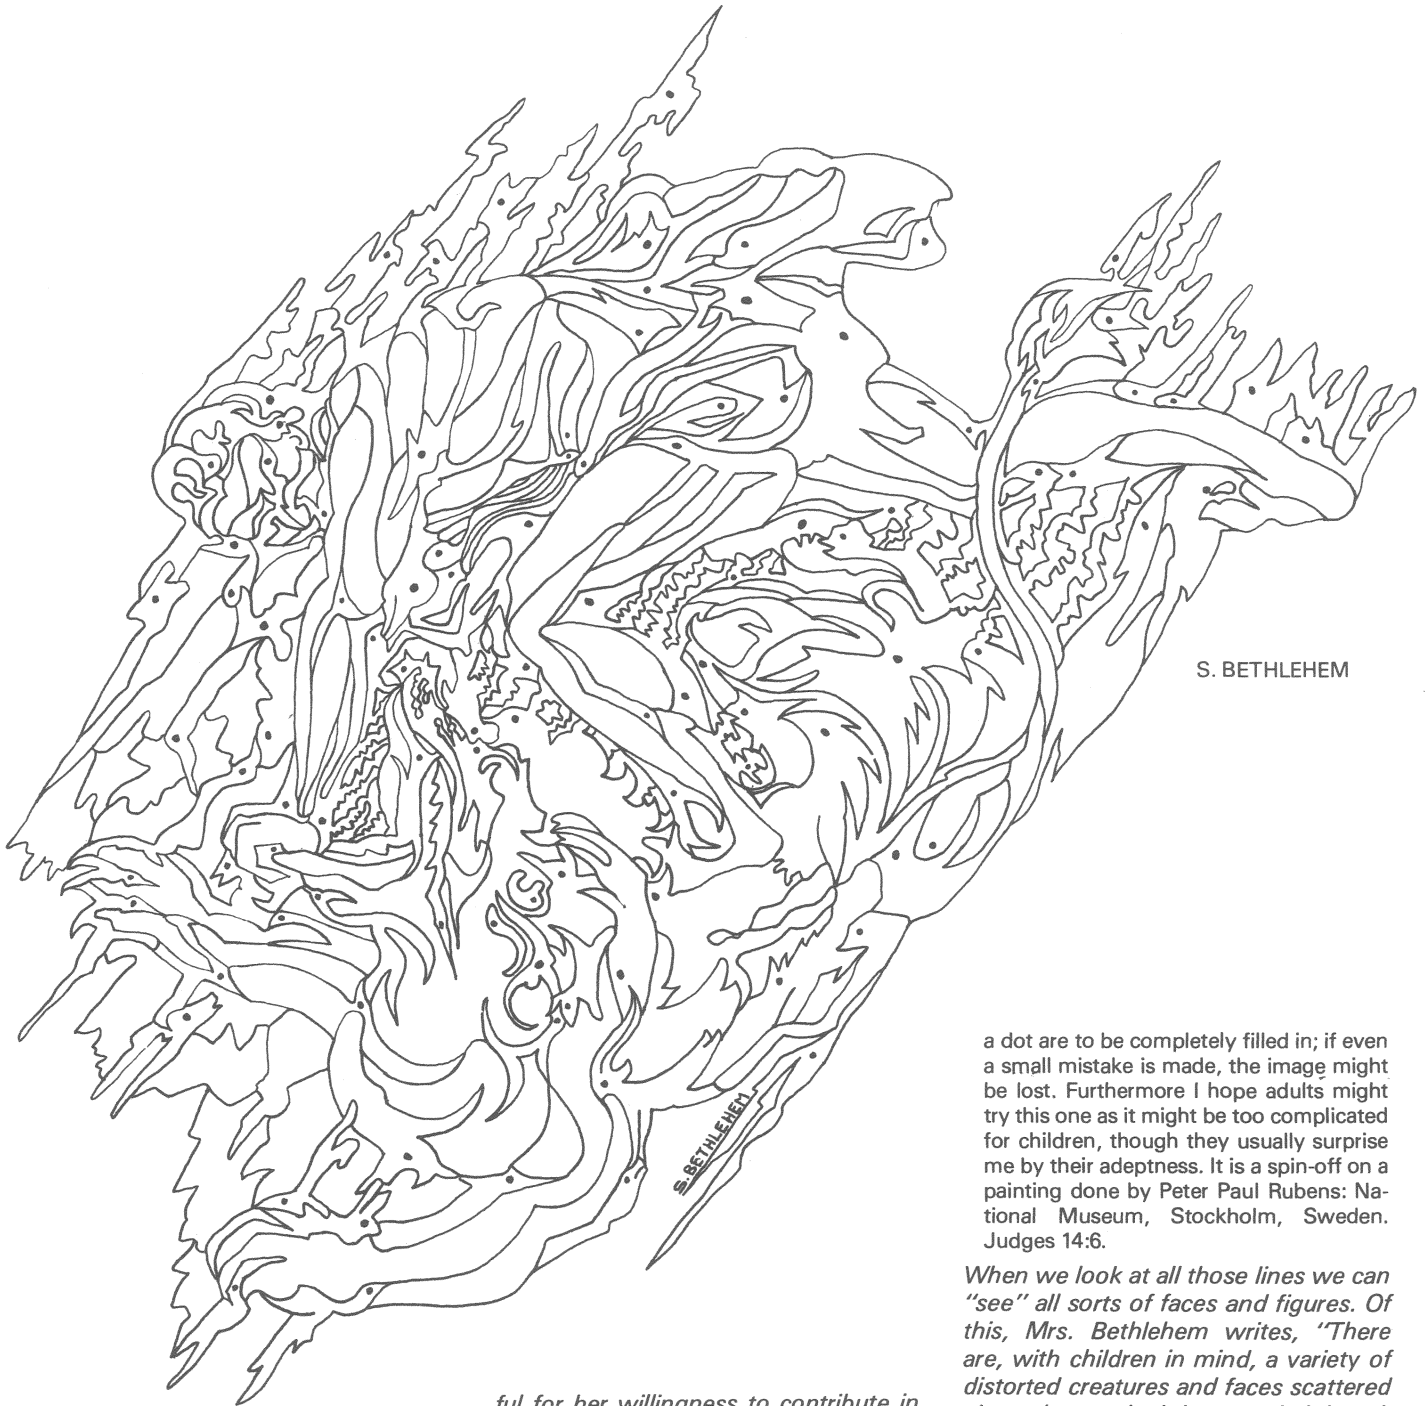 S. BETHLEHEM
S. BETHLEHEM
ful for her willingness to contribute in
a dot are to be completely filled in; if even
a small mistake is made, the image might
be lost. Furthermore I hope adults might
try this one as it might be too complicated
for children, though they usually surprise
me by their adeptness. It is a spin-off on a
painting done by Peter Paul Rubens: Na-
tional Museum, Stockholm, Sweden.
Judges 14:6.
When we look at all those lines we can
“see” all sorts of faces and figures. Of
this, Mrs. Bethlehem writes, “There
are, with children in mind, a variety of
distorted creatures and faces scattered